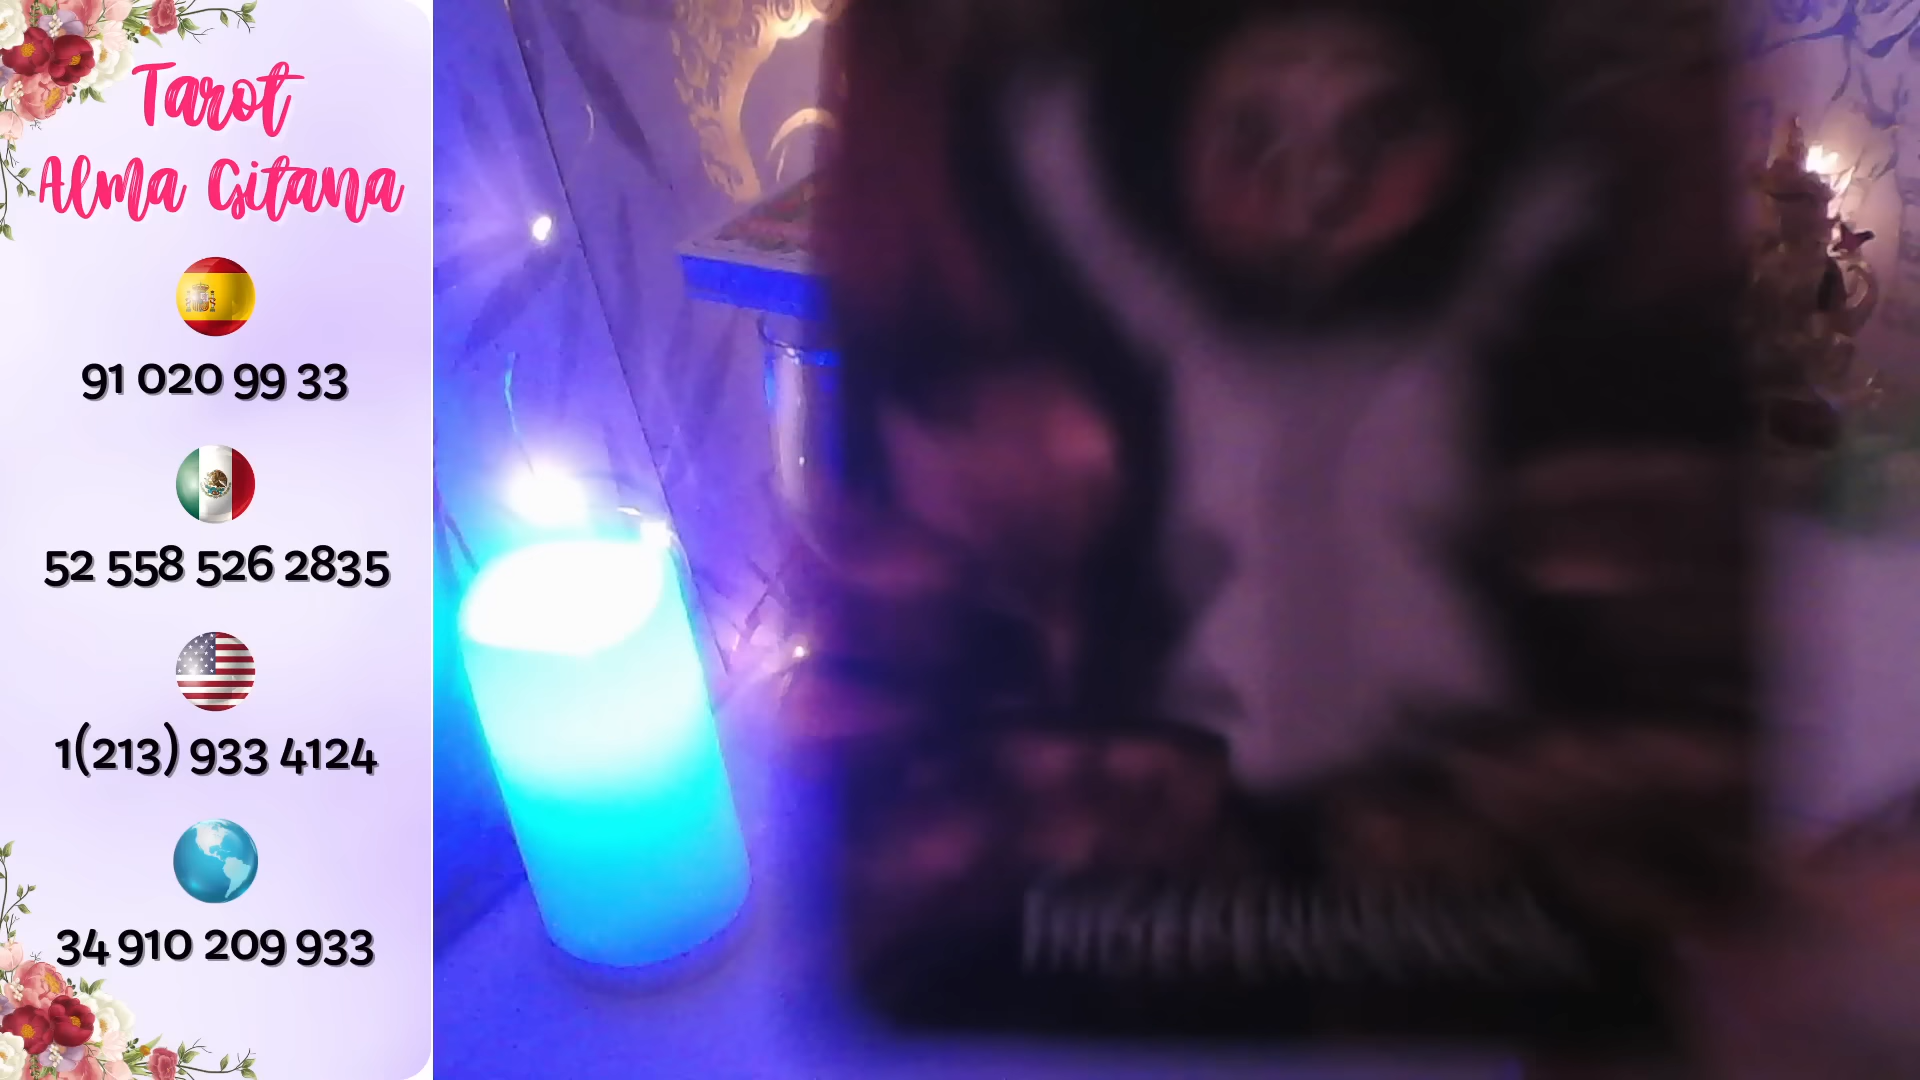 Tarot
Alma Gitana
91 020 99 33
52 558 526 2835
1(213) 933 4124
34 910 209 933